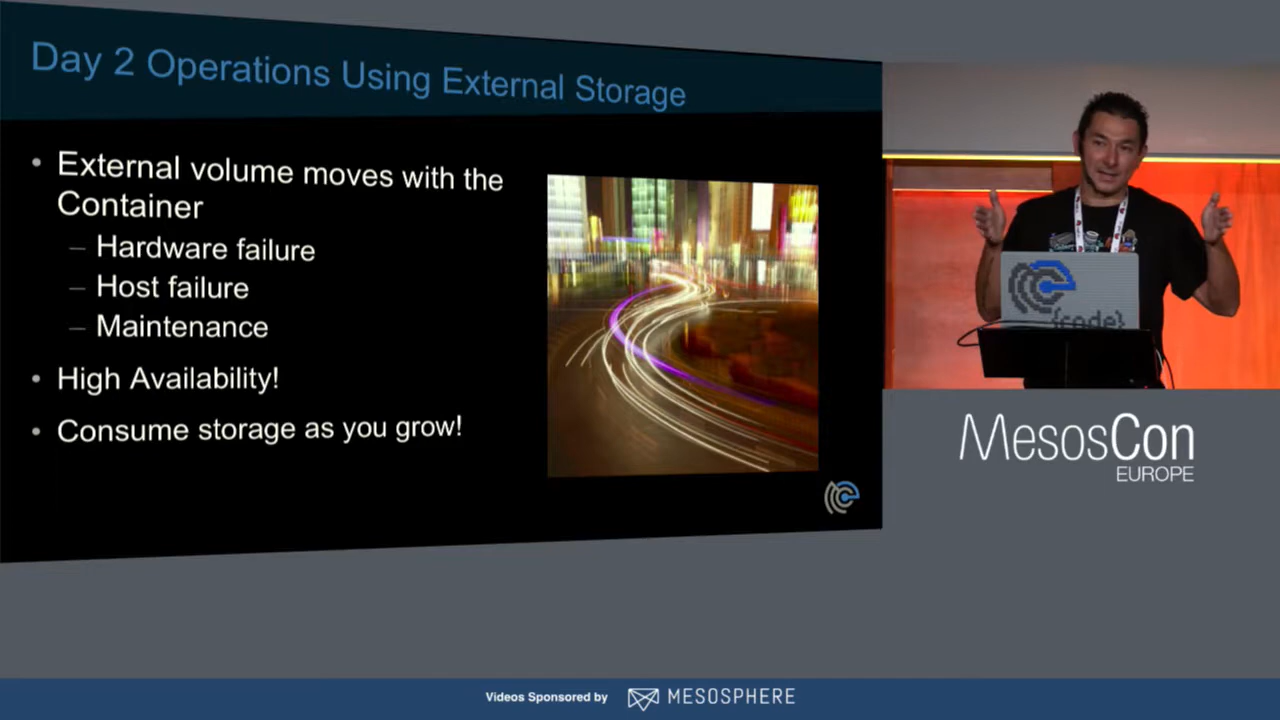 Day 2 Operations Using External Storage
• External volume moves with the
Container
– Hardware failure
– Host failure
– Maintenance
• High Availability!
• Consume storage as you grow!
{code}
MesosCon
EUROPE
Videos Sponsored by MESOSPHERE